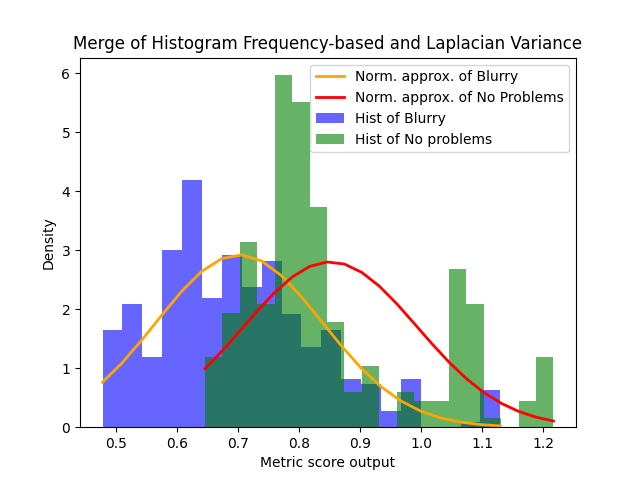 Merge of Histogram Frequency-based and Laplacian Variance
Norm. approx. of Blurry
Norm. approx. of No Problems
Hist of Blurry
Hist of No problems
6
5
4
3
2
1
0
Density
0.5 0.6 0.7 0.8 0.9 1.0 1.1 1.2
Metric score output